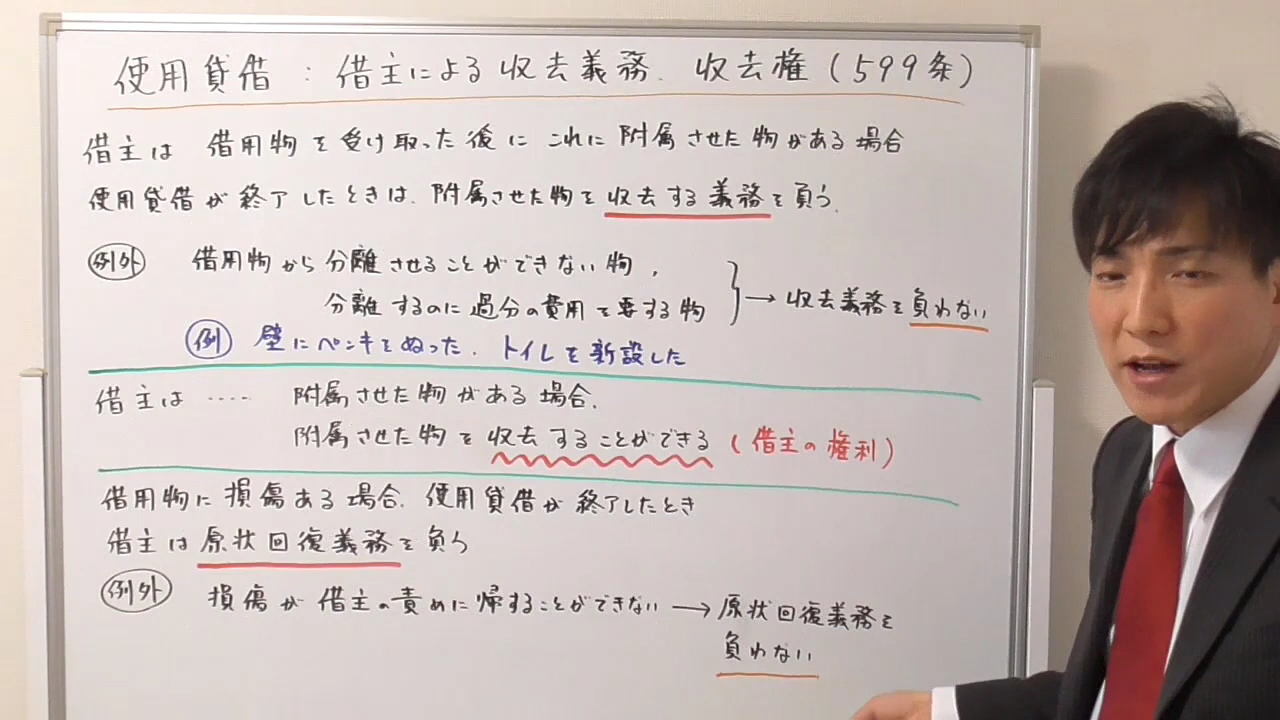 使用貸借：借主による収去義務、収去権（599条）
借主は 借用物を受け取った後に これに附属させた物がある場合
使用貸借が終了したときは、附属させた物を収去する義務を負う。
例外 借用物から分離させることができない物、
分離するのに過分の費用を要する物 → 収去義務を負わない
例 壁にペンキをぬった、トイレを新設した
借主は …… 附属させた物がある場合、
附属させた物を収去することができる（借主の権利）
借用物に損傷ある場合、使用貸借が終了したとき
借主は原状回復義務を負う
例外 損傷が借主の責めに帰することができない → 原状回復義務を
負わない